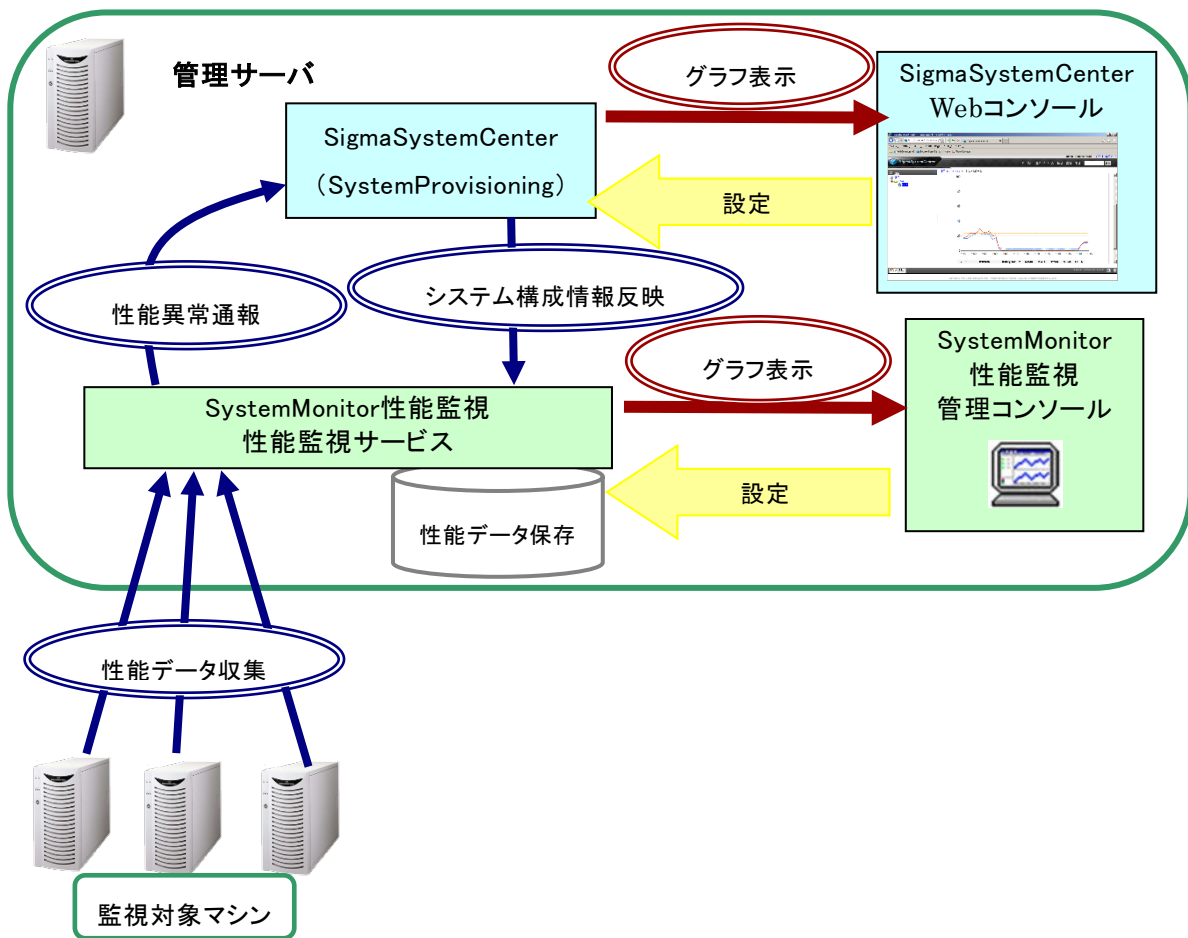 管理サーバ
グラフ表示
SigmaSystemCenter
Webコンソール
SigmaSystemCenter
（SystemProvisioning）
設定
性能異常通報
システム構成情報反映
グラフ表示
SystemMonitor
性能監視
管理コンソール
SystemMonitor性能監視
性能監視サービス
設定
性能データ保存
性能データ収集
監視対象マシン